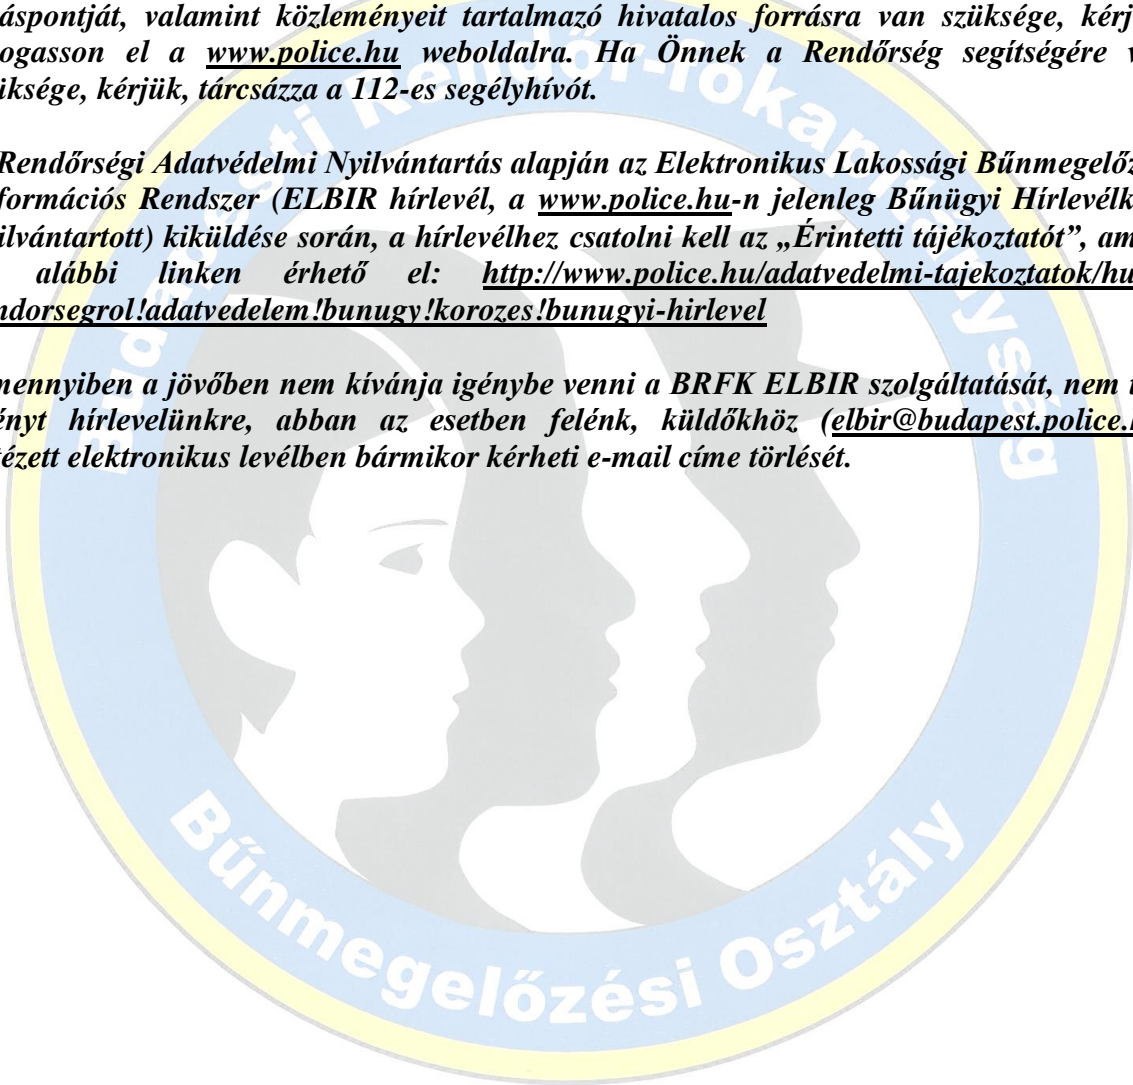 áspontját, valamint közleményeit tartalmazó hivatalos forrásra van szüksége, kérj
ogasson el a www.police.hu weboldalra. Ha Önnek a Rendőrség segítségére v
üksége, kérjük, tárcsázza a 112-es segélyhívót.
Rendőrségi Adatvédelmi Nyilvántartás alapján az Elektronikus Lakossági Bűnmegelőz
formációs Rendszer (ELBIR hírlevél, a www.police.hu-n jelenleg Bűnügyi Hírlevélk
ilvántartott) kiküldése során, a hírlevélhez csatolni kell az „Érintetti tájékoztatót”, am
alábbi linken érhető el: http://www.police.hu/adatvedelmi-tajekoztatok/hu
ndorsegrol!adatvedelem!bunugy!korozes!bunugyi-hirlevel
mennyiben a jövőben nem kívánja igénybe venni a BRFK ELBIR szolgáltatását, nem t
ényt hírlevelünkre, abban az esetben felénk, küldőkhöz (elbir@budapest.police.h
ézett elektronikus levélben bármikor kérheti e-mail címe törlését.
Budapesti Rendőr-főkapitányság
Bűnmegelőzési Osztály